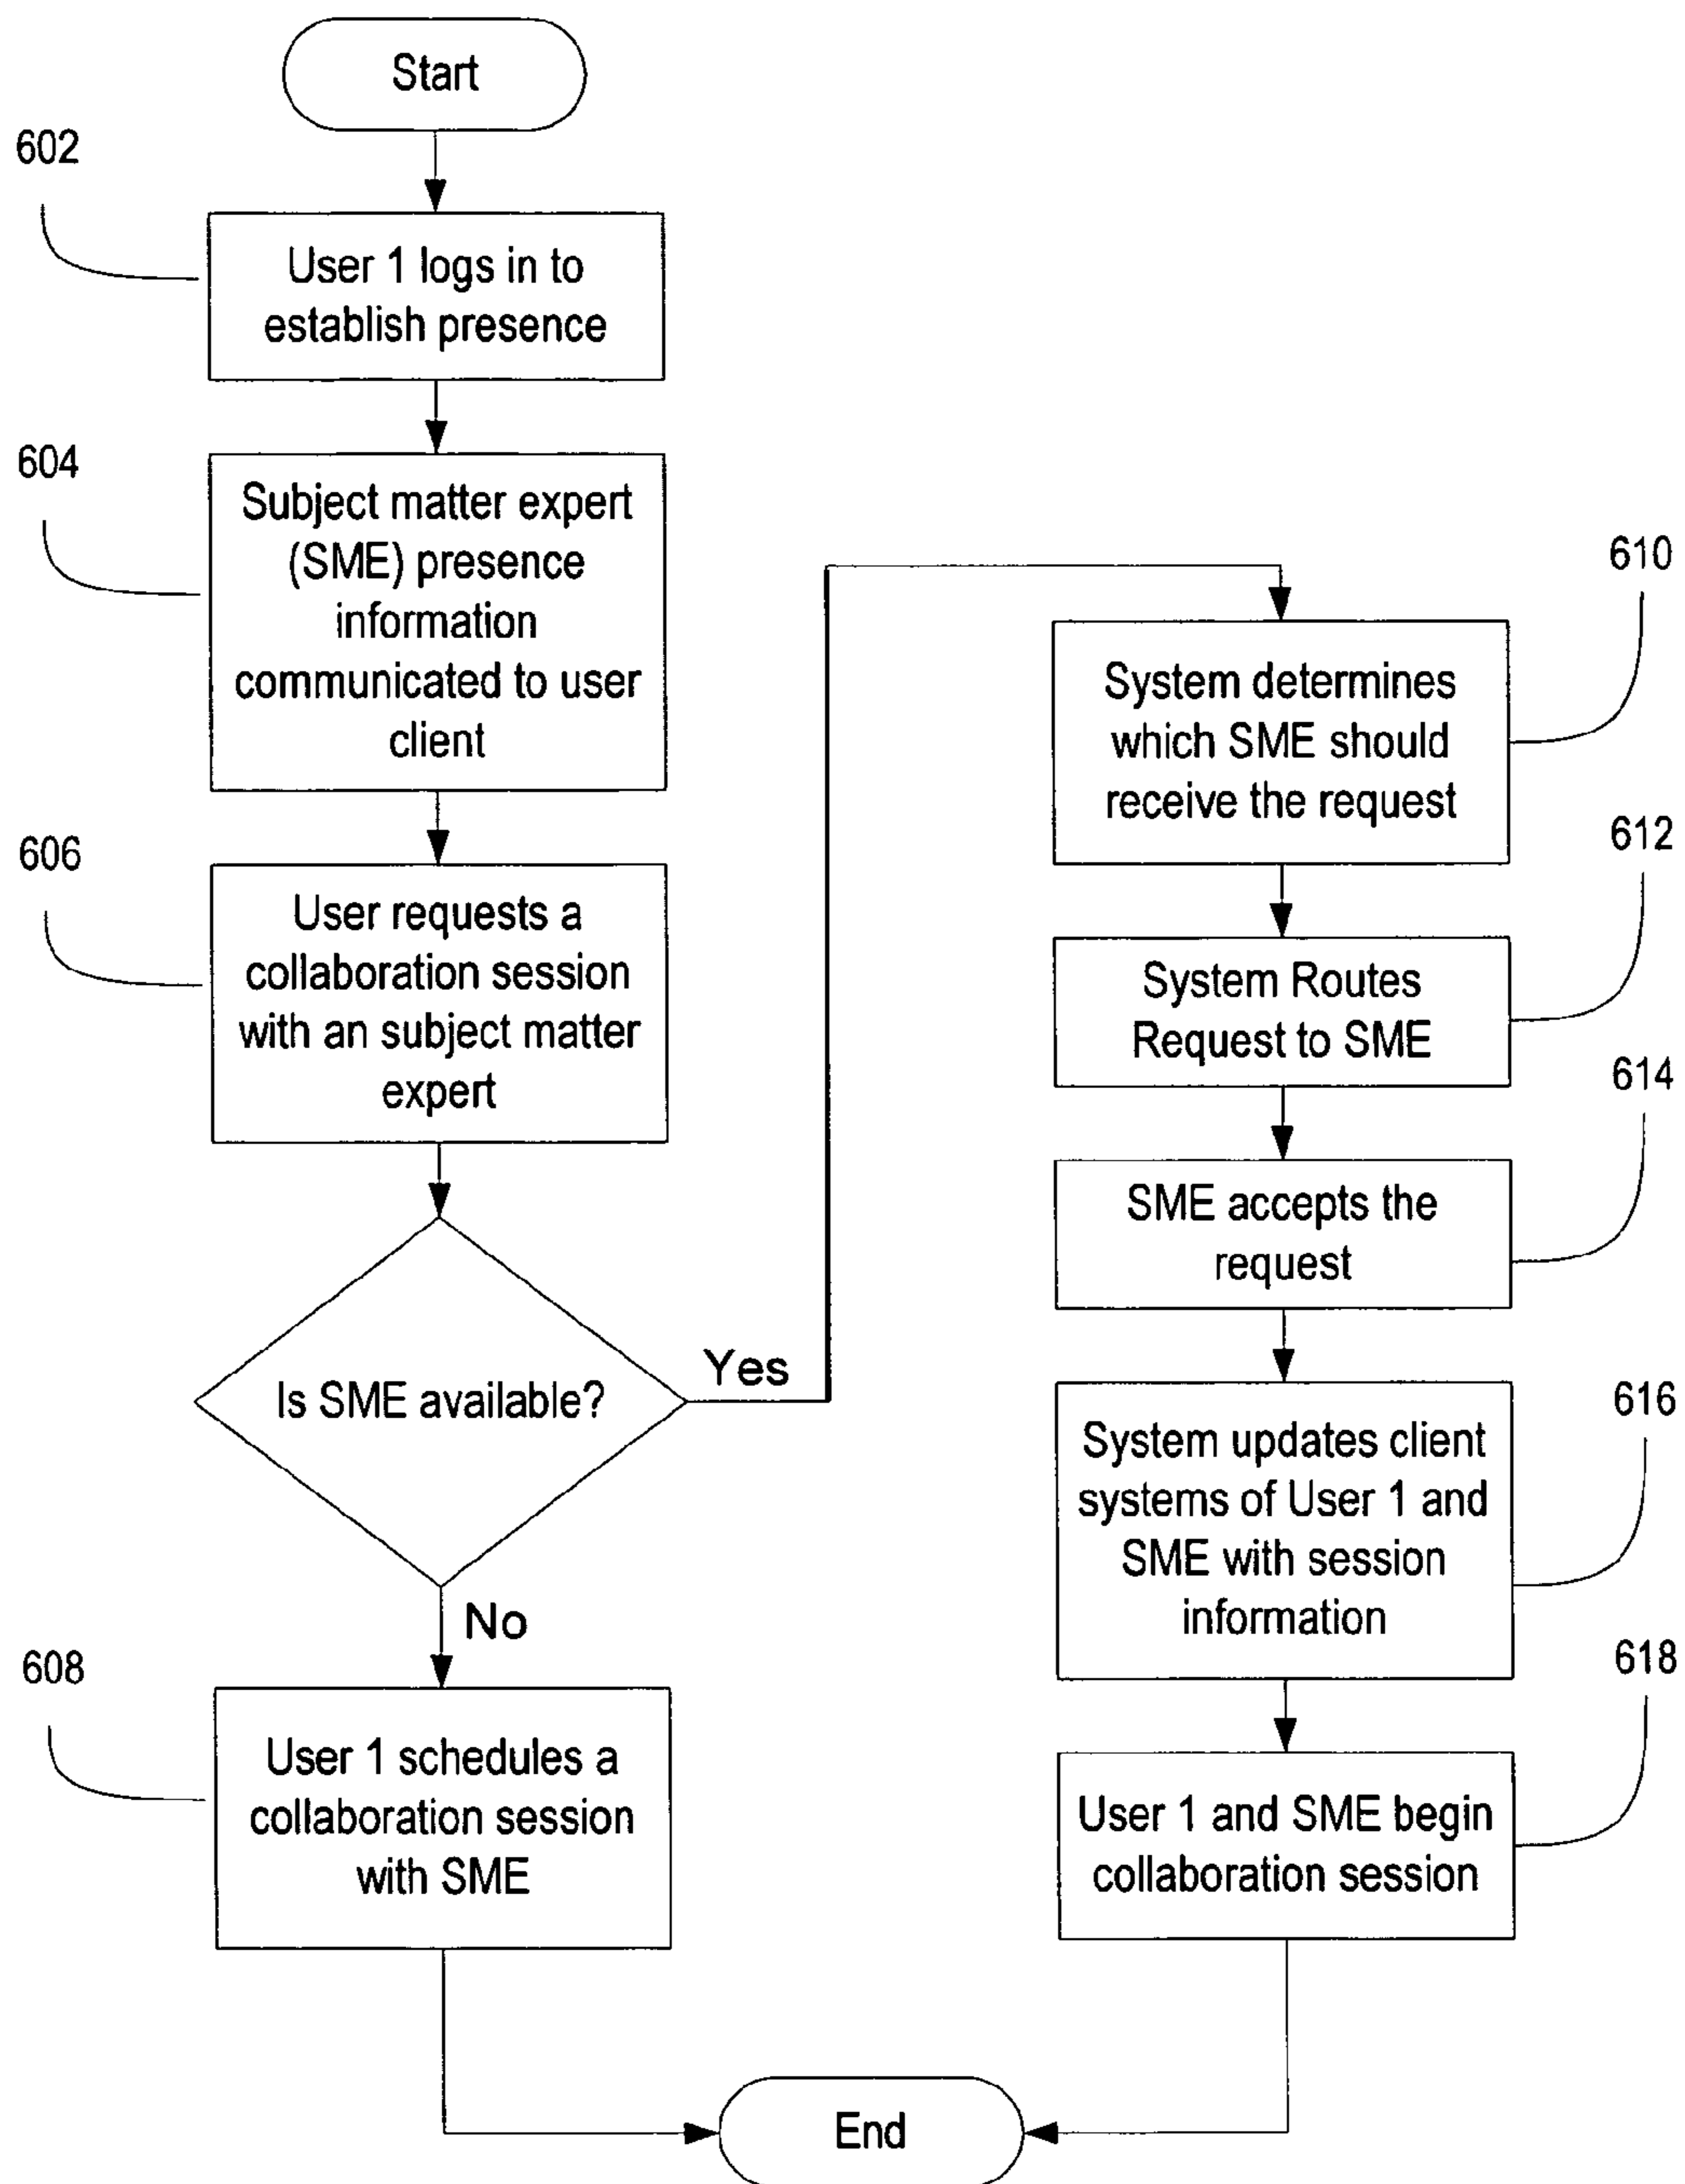 Start
602
User 1 logs in to
establish presence
604
Subject matter expert
(SME) presence
information
communicated to user
client
606
User requests a
collaboration session
with an subject matter
expert
Is SME available?
Yes
No
608
User 1 schedules a
collaboration session
with SME
610
System determines
which SME should
receive the request
612
System Routes
Request to SME
614
SME accepts the
request
616
System updates client
systems of User 1 and
SME with session
information
618
User 1 and SME begin
collaboration session
End